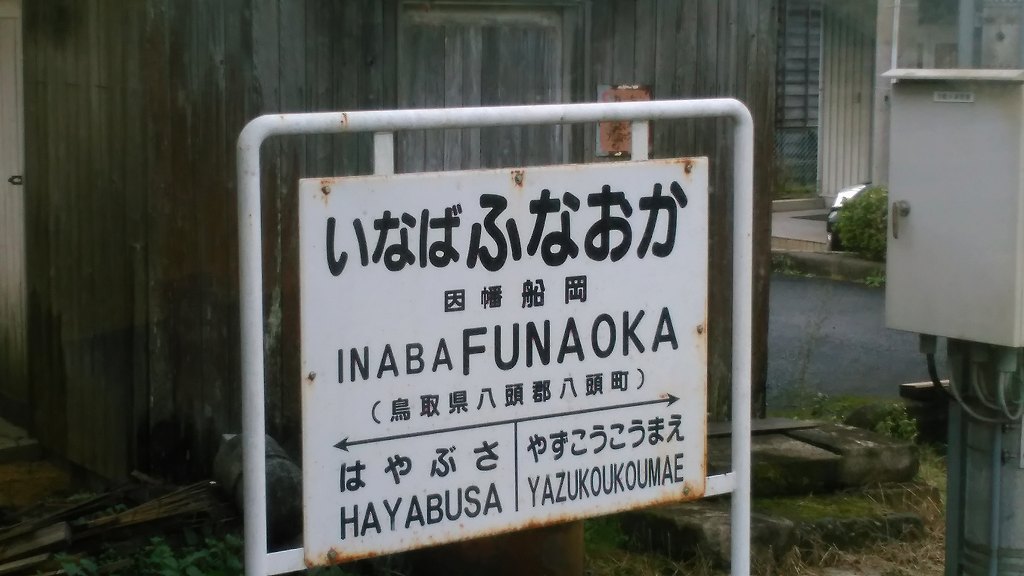 いなばふなおか
因幡船岡
INABA FUNAOKA
(鳥取県八頭郡八頭町)
はやぶさ やずこうこうまえ
HAYABUSA YAZUKOUKOUMAE